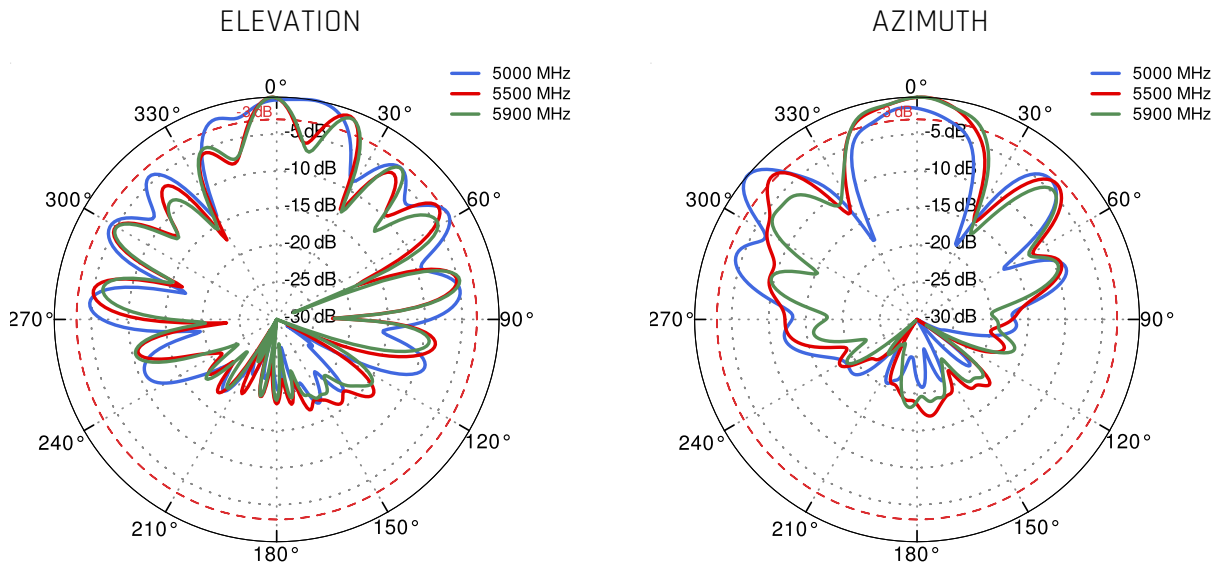 ELEVATION
5000 MHz
5500 MHz
5900 MHz
0°
30°
60°
90°
120°
150°
180°
210°
240°
270°
300°
330°
-3 dB
-5 dB
-10 dB
-15 dB
-20 dB
-25 dB
-30 dB
AZIMUTH
5000 MHz
5500 MHz
5900 MHz
0°
30°
60°
90°
120°
150°
180°
210°
240°
270°
300°
330°
-3 dB
-5 dB
-10 dB
-15 dB
-20 dB
-25 dB
-30 dB